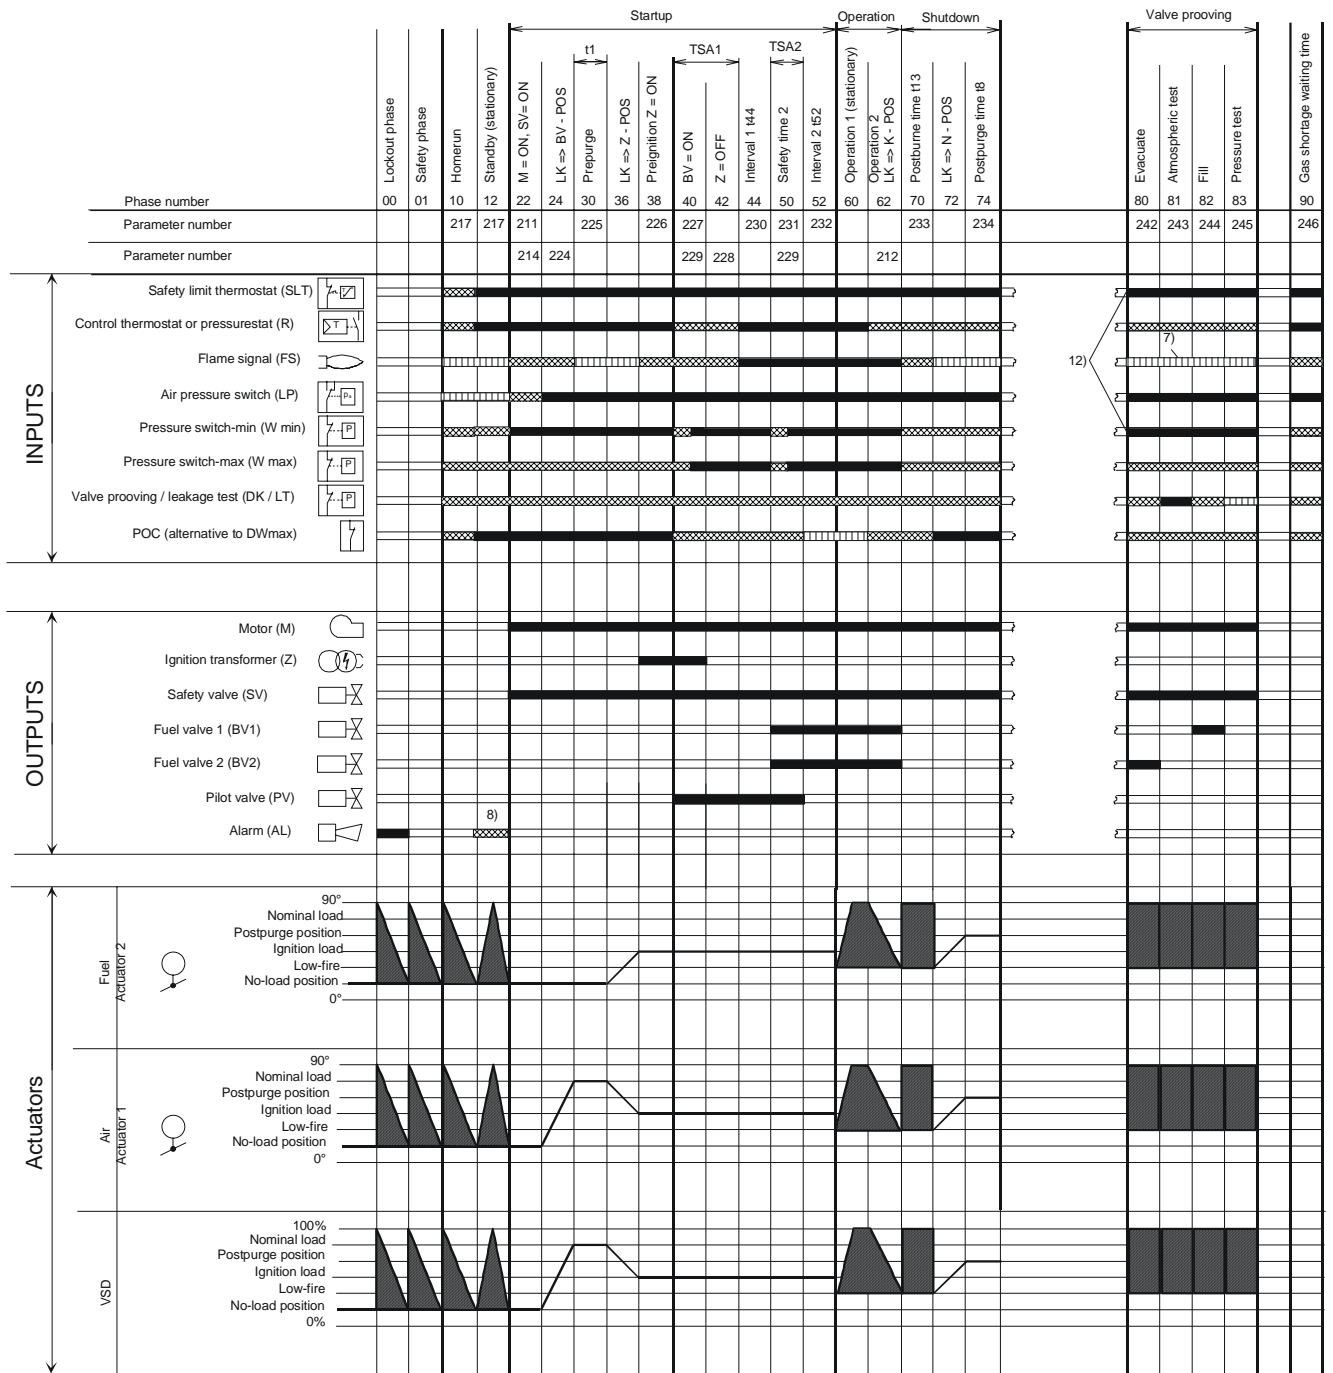 Startup Operation Shutdown Valve prooving
t1 TSA1 TSA2
Lockout phase
Safety phase
Homerun
Standby (stationary)
M = ON, SV= ON
LK => BV - POS
Prepurge
LK => Z - POS
Preignition Z = ON
BV = ON
Z = OFF
Interval 1 t44
Safety time 2
Interval 2 t52
Operation 1 (stationary)
Operation 2
LK => K - POS
Postburne time t13
LK => N - POS
Postpurge time t8
Evacuate
Atmospheric test
Fill
Pressure test
Gas shortage waiting time
Phase number 00 01 10 12 22 24 30 36 38 40 42 44 50 52 60 62 70 72 74 80 81 82 83 90
Parameter number 217 217 211 225 226 227 230 231 232 233 234 242 243 244 245 246
Parameter number 214 224 229 228 229 212
INPUTS
Safety limit thermostat (SLT)
Control thermostat or pressurestat (R) T
7)
Flame signal (FS) 12)
Air pressure switch (LP) Pa
Pressure switch-min (W min) P
Pressure switch-max (W max) P
Valve prooving / leakage test (DK / LT) P
POC (alternative to DWmax)
OUTPUTS
Motor (M)
Ignition transformer (Z)
Safety valve (SV)
Fuel valve 1 (BV1)
Fuel valve 2 (BV2)
Pilot valve (PV)
8)
Alarm (AL)
Actuators
Fuel
Actuator 2
90°
Nominal load
Postpurge position
Ignition load
Low-fire
No-load position
0°
Air
Actuator 1
90°
Nominal load
Postpurge position
Ignition load
Low-fire
No-load position
0°
VSD
100%
Nominal load
Postpurge position
Ignition load
Low-fire
No-load position
0%